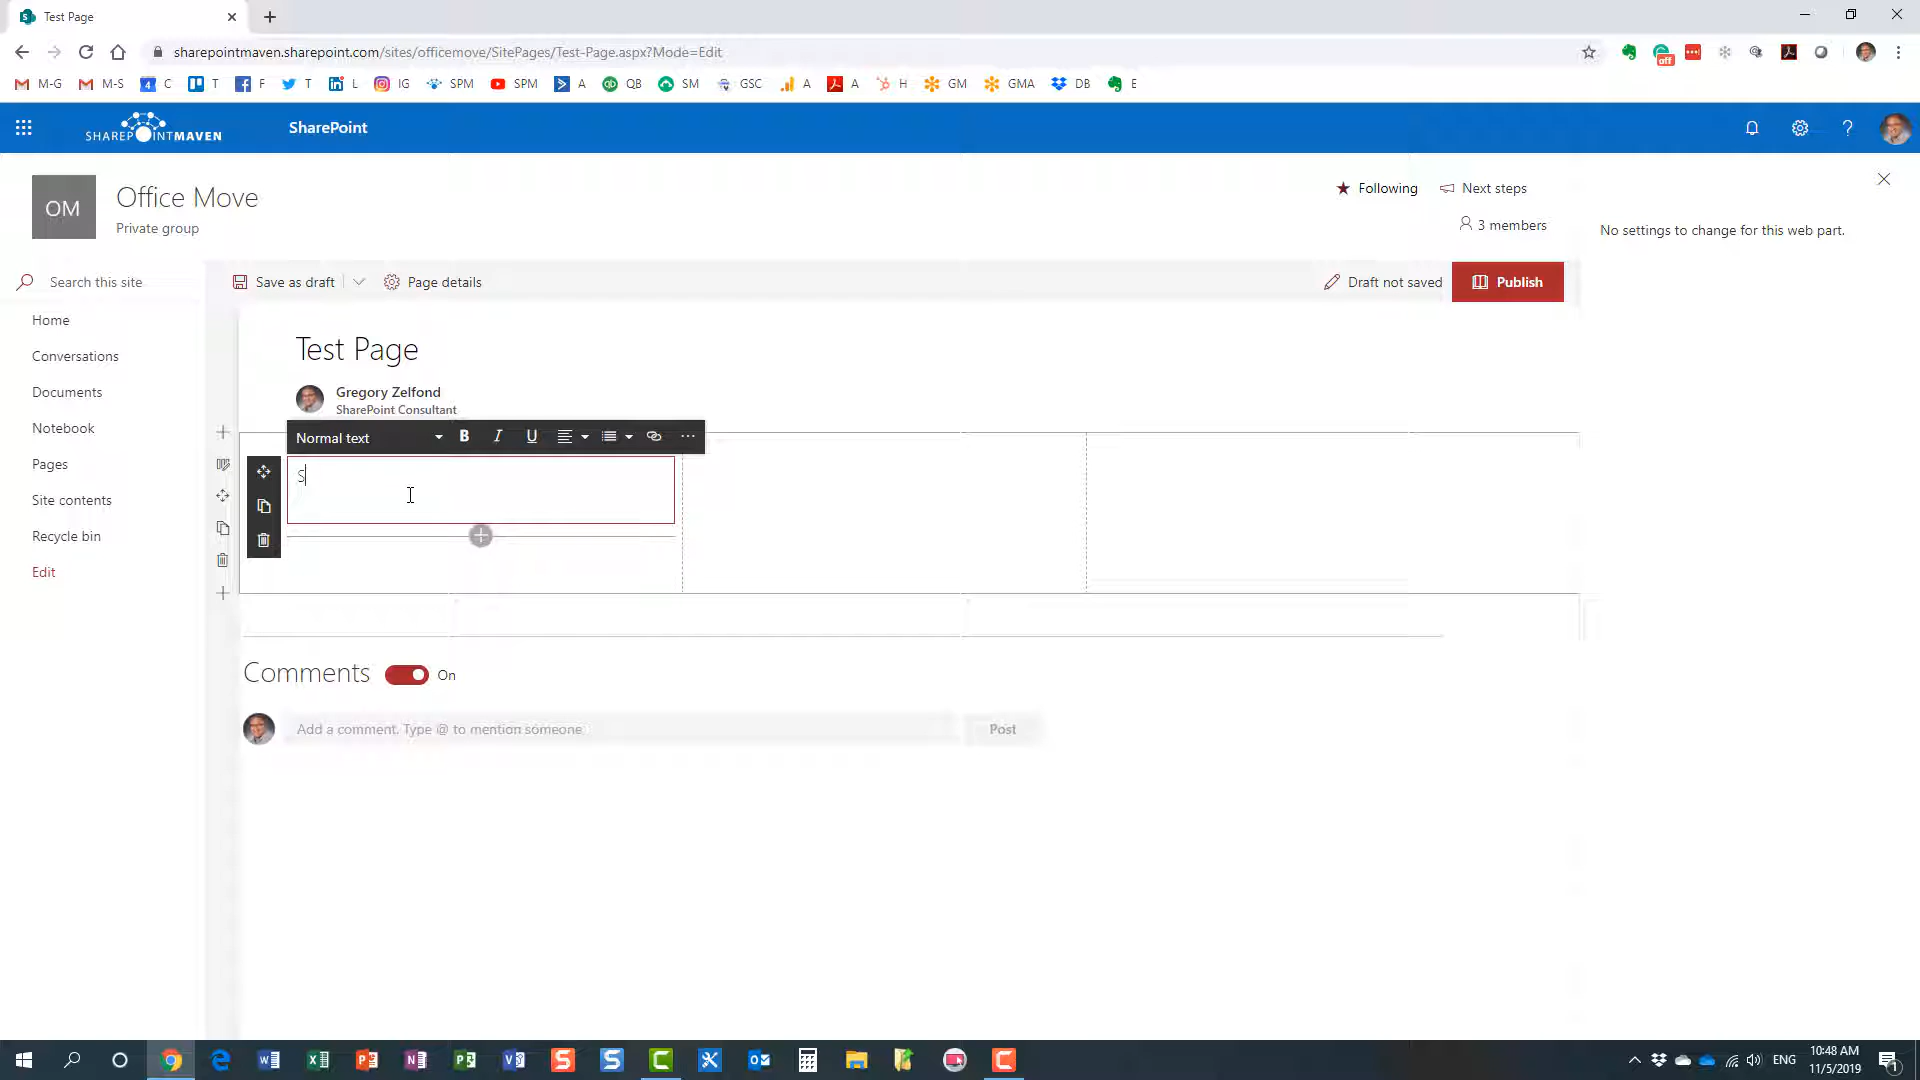 Test Page
sharepointmaven.sharepoint.com/sites/officemove/SitePages/Test-Page.aspx?Mode=Edit
off
M-G M-S 4 C T F T L IG SPM SPM A QB SM GSC A A H GM GMA DB E
SHAREPOINTMAVEN
SharePoint
OM
Office Move
Private group
Following
Next steps
3 members
No settings to change for this web part.
Search this site
Save as draft
Page details
Draft not saved
Publish
Home
Conversations
Documents
Notebook
Pages
Site contents
Recycle bin
Edit
Test Page
Gregory Zelfond
SharePoint Consultant
Normal text B I U
S
Comments On
Add a comment. Type @ to mention someone
Post
ENG
10:48 AM
11/5/2019
1